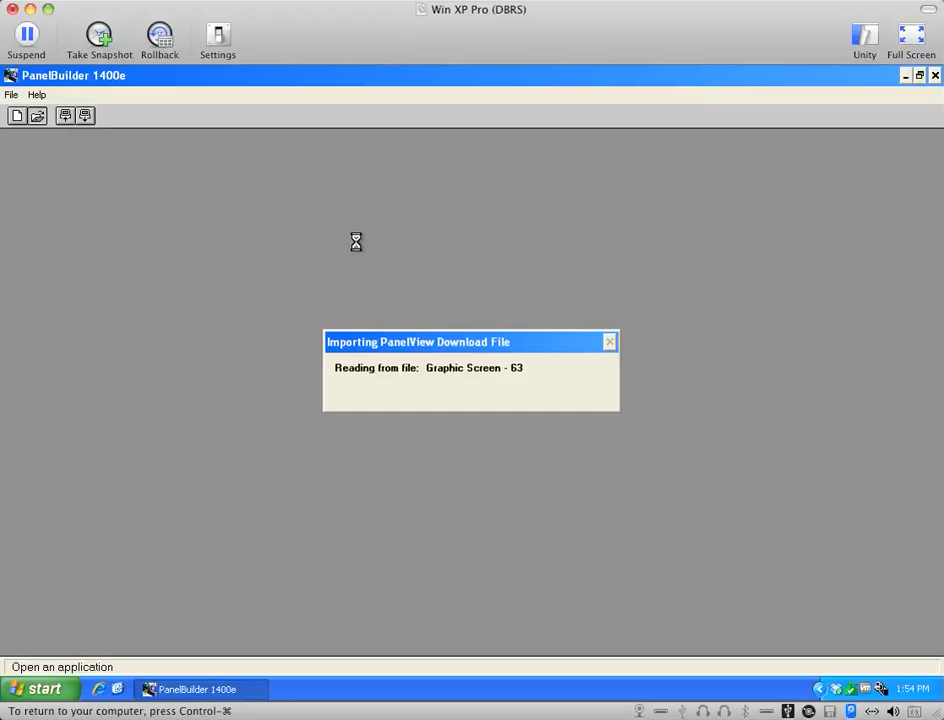 Win XP Pro (DBRS)
Suspend
Take Snapshot
Rollback
Settings
Unity
Full Screen
PanelBuilder 1400e
File
Help
Importing PanelView Download File
Reading from file: Graphic Screen - 63
Open an application
start
PanelBuilder 1400e
1:54 PM
To return to your computer, press Control-⌘